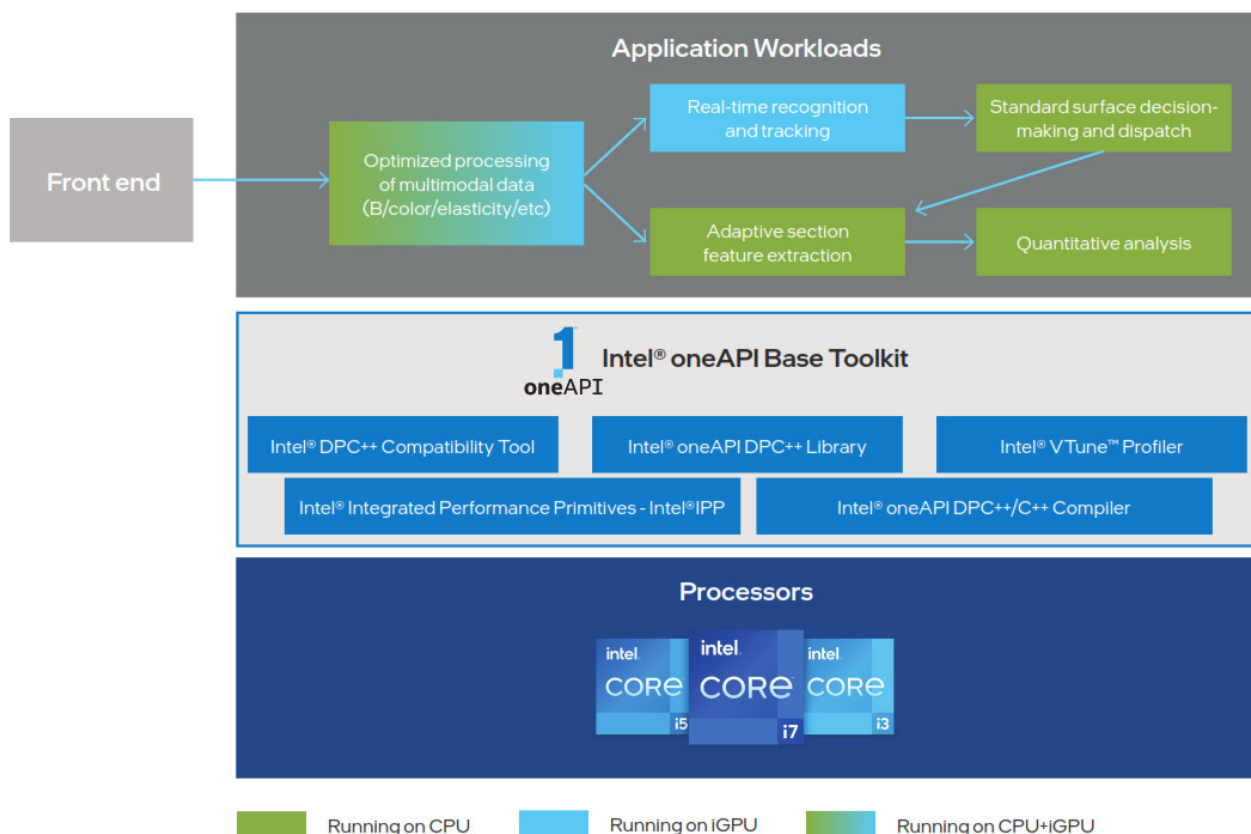 Application Workloads
Front end
Optimized processing
of multimodal data
(B/color/elasticity/etc)
Real-time recognition
and tracking
Standard surface decision-
making and dispatch
Adaptive section
feature extraction
Quantitative analysis
1
oneAPI
Intel® oneAPI Base Toolkit
Intel® DPC++ Compatibility Tool
Intel® oneAPI DPC++ Library
Intel® VTune™ Profiler
Intel® Integrated Performance Primitives - Intel®IPP
Intel® oneAPI DPC++/C++ Compiler
Processors
intel.
CORE
i5
intel.
CORE
i7
intel.
CORE
i3
Running on CPU
Running on iGPU
Running on CPU+iGPU